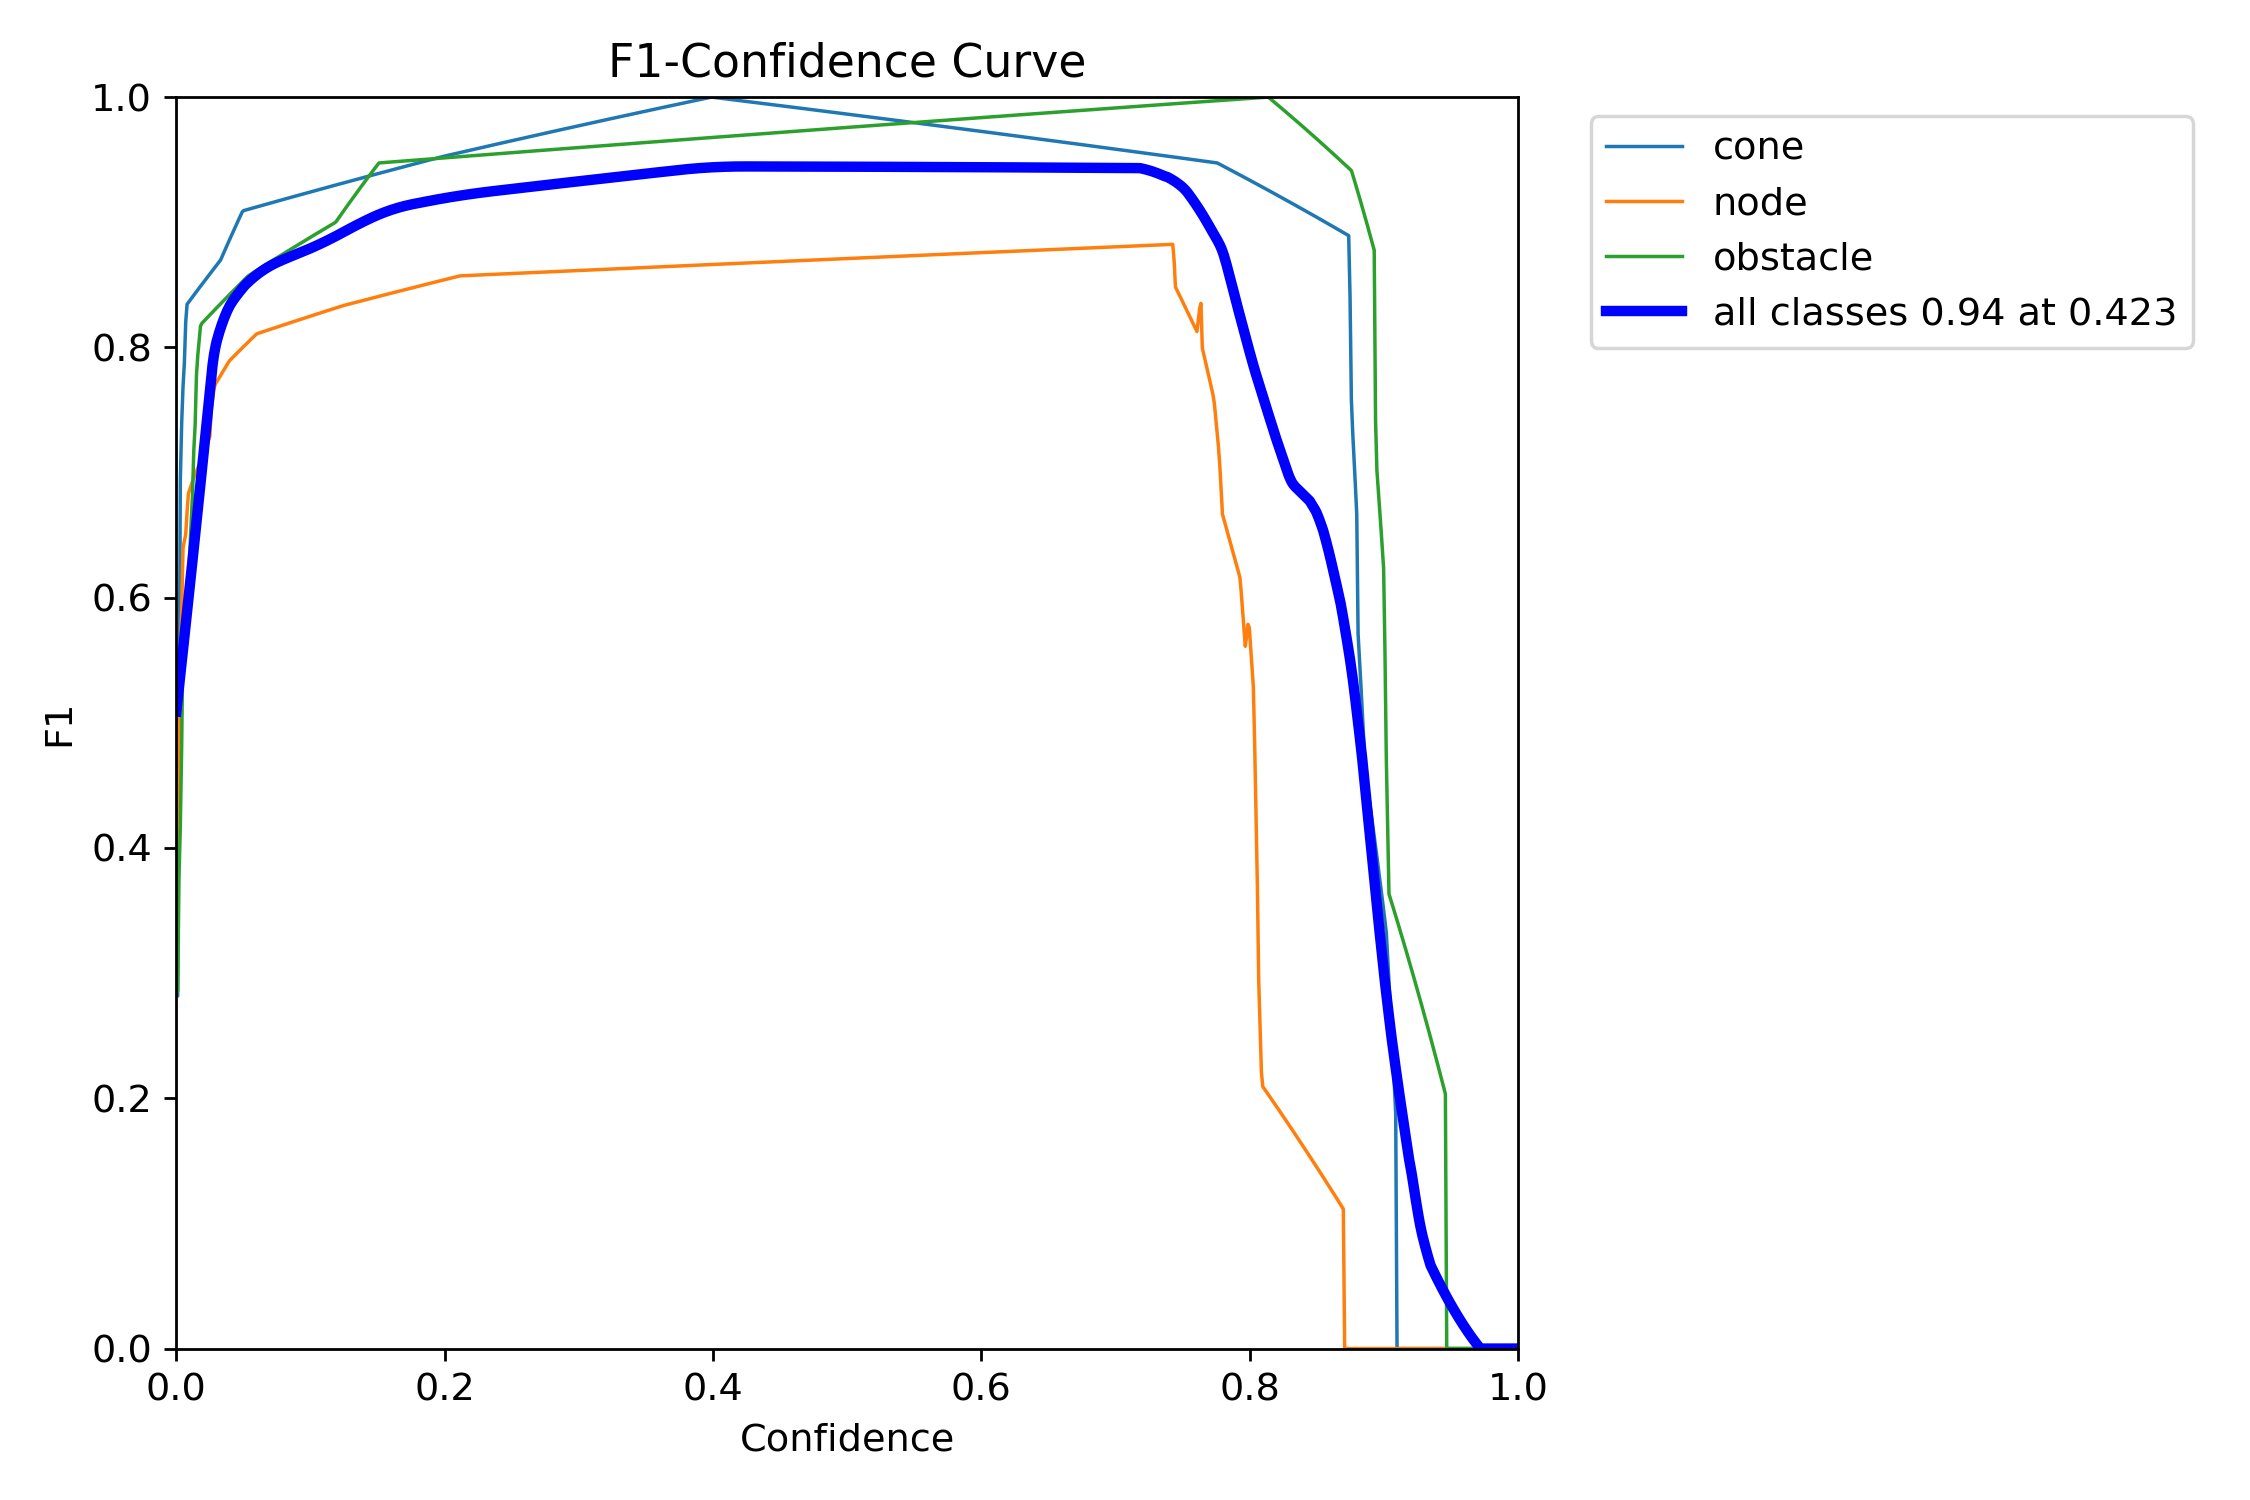 F1-Confidence Curve
1.0
0.8
0.6
0.4
0.2
0.0
F1
0.0 0.2 0.4 0.6 0.8 1.0
Confidence
cone
node
obstacle
all classes 0.94 at 0.423